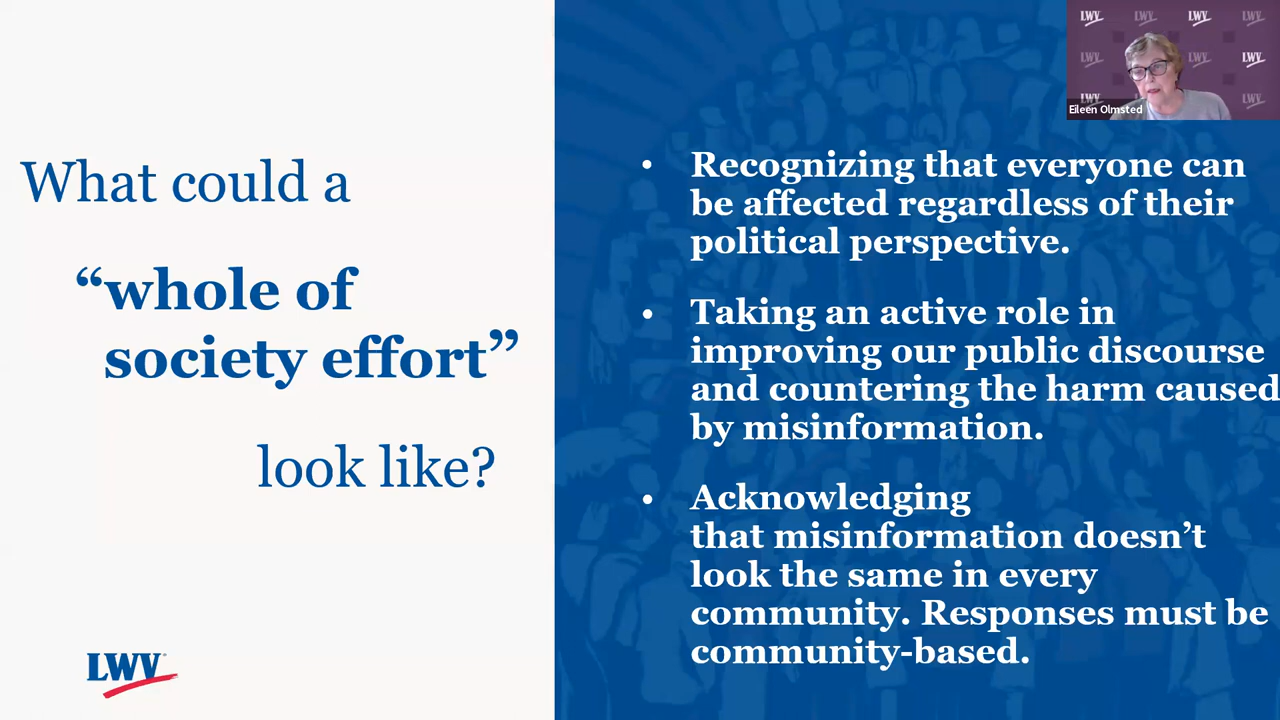 What could a
“whole of
society effort”
look like?
LWV
• Recognizing that everyone can
be affected regardless of their
political perspective.
• Taking an active role in
improving our public discourse
and countering the harm caused
by misinformation.
• Acknowledging
that misinformation doesn’t
look the same in every
community. Responses must be
community-based.
LWV LWV LWV LWV
LWV LWV
LWV LWV
Eileen Olmsted